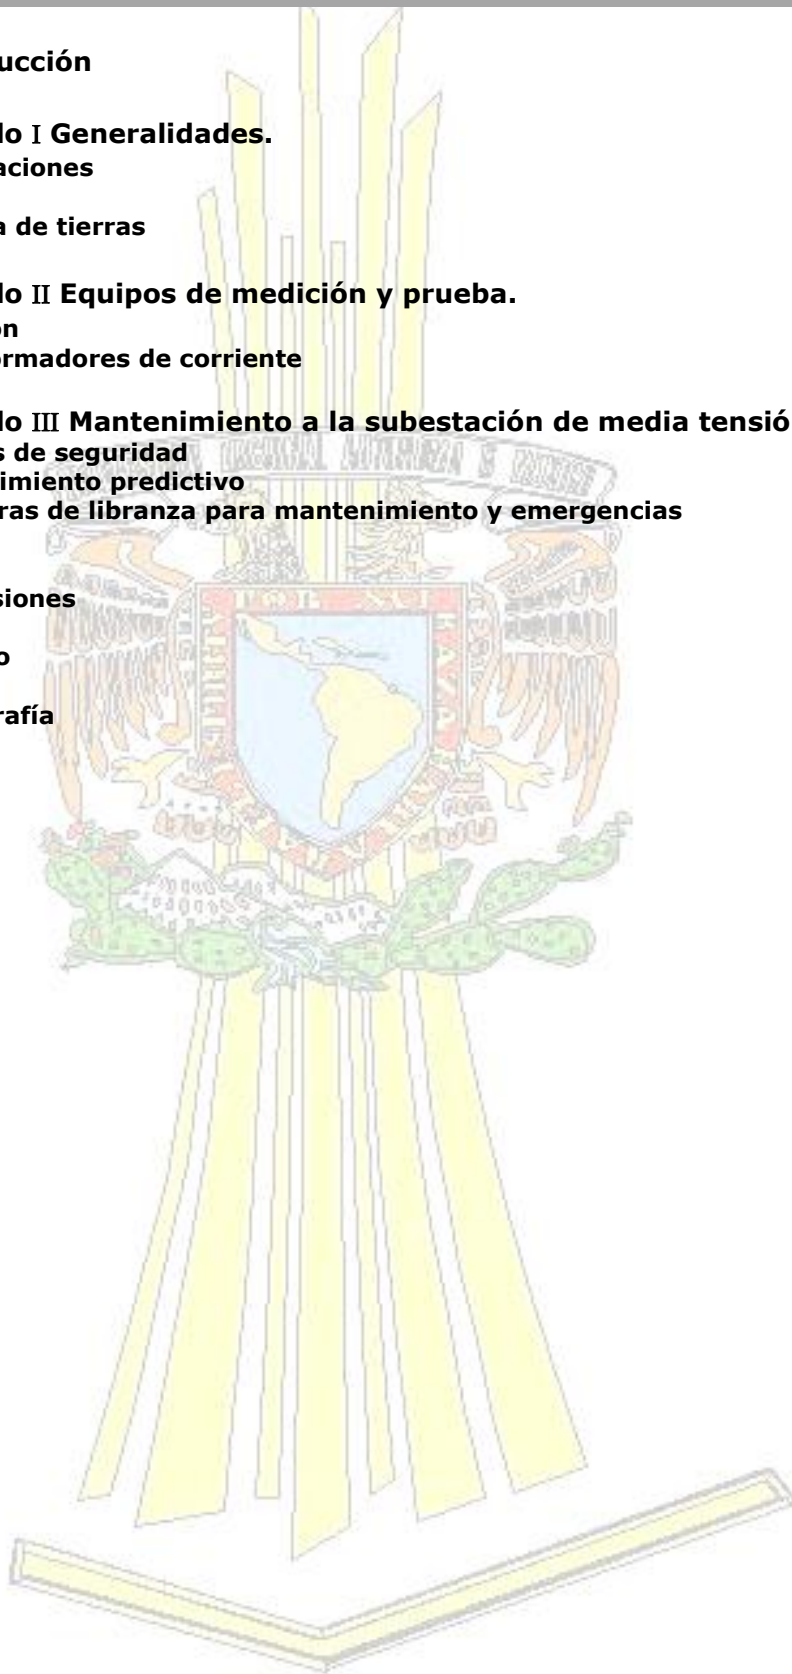 ucción
lo I Generalidades.
aciones
a de tierras
lo II Equipos de medición y prueba.
ón
ormadores de corriente
lo III Mantenimiento a la subestación de media tensió
s de seguridad
imiento predictivo
ras de libranza para mantenimiento y emergencias
siones
o
rafía